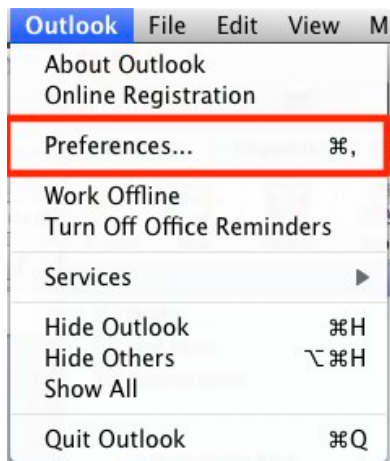 Outlook File Edit View M
About Outlook
Online Registration
Preferences... ⌘,
Work Offline
Turn Off Office Reminders
Services ▶
Hide Outlook ⌘H
Hide Others ⌥⌘H
Show All
Quit Outlook ⌘Q